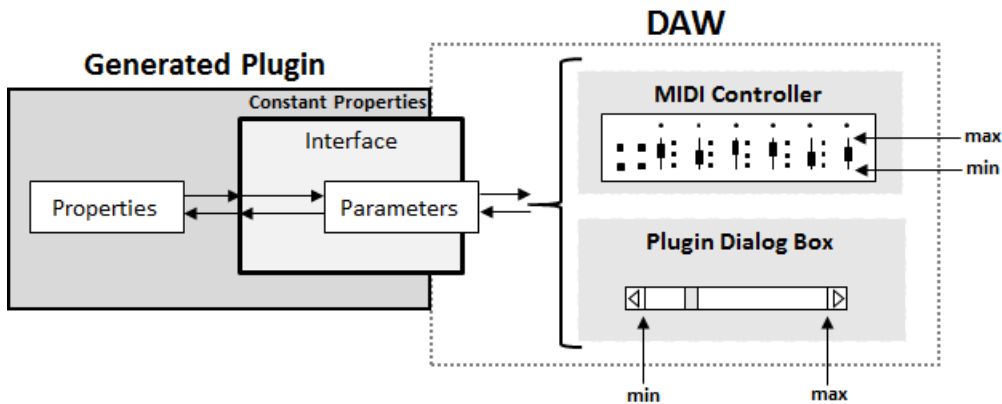 DAW
Generated Plugin
Constant Properties
Interface
Properties
Parameters
MIDI Controller
max
min
Plugin Dialog Box
min
max